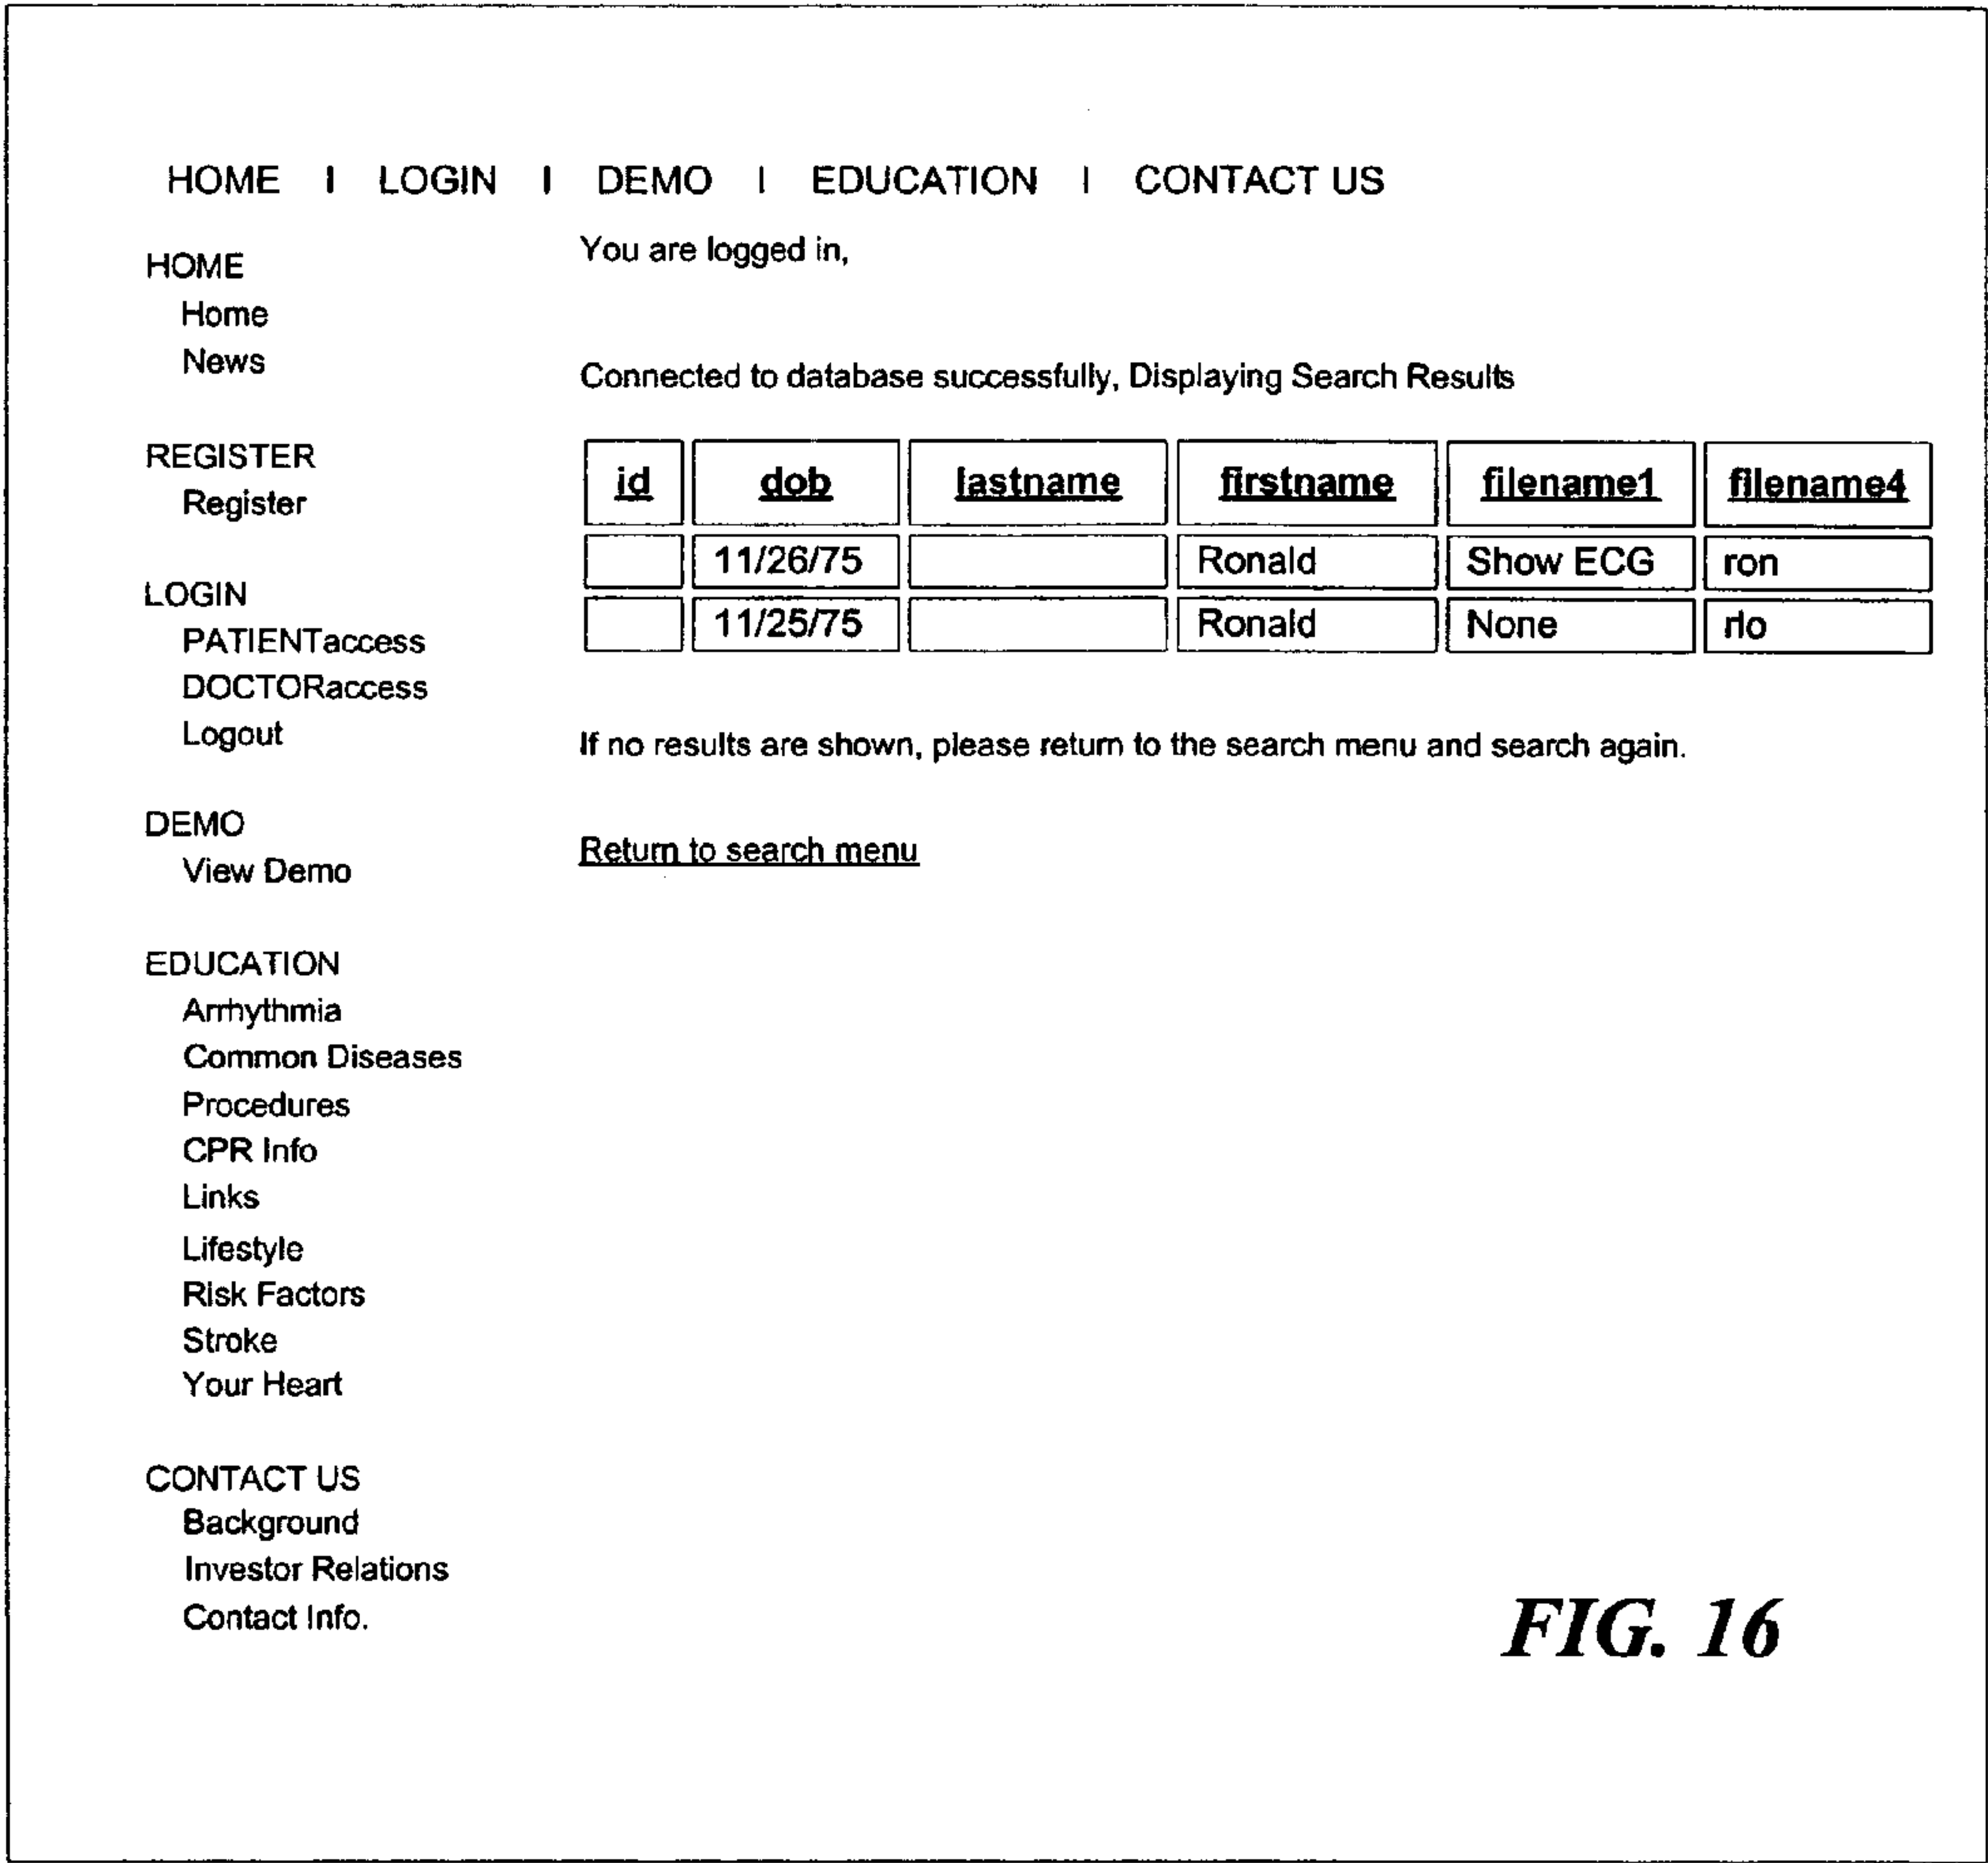 HOME I LOGIN I DEMO I EDUCATION I CONTACT US
HOME
Home
News
REGISTER
Register
LOGIN
PATIENTaccess
DOCTORaccess
Logout
DEMO
View Demo
EDUCATION
Arrhythmia
Common Diseases
Procedures
CPR Info
Links
Lifestyle
Risk Factors
Stroke
Your Heart
CONTACT US
Background
Investor Relations
Contact Info.
You are logged in,
Connected to database successfully, Displaying Search Results
id dob lastname firstname filename1 filename4
11/26/75 Ronald Show ECG ron
11/25/75 Ronald None rlo
If no results are shown, please return to the search menu and search again.
Return to search menu
FIG. 16